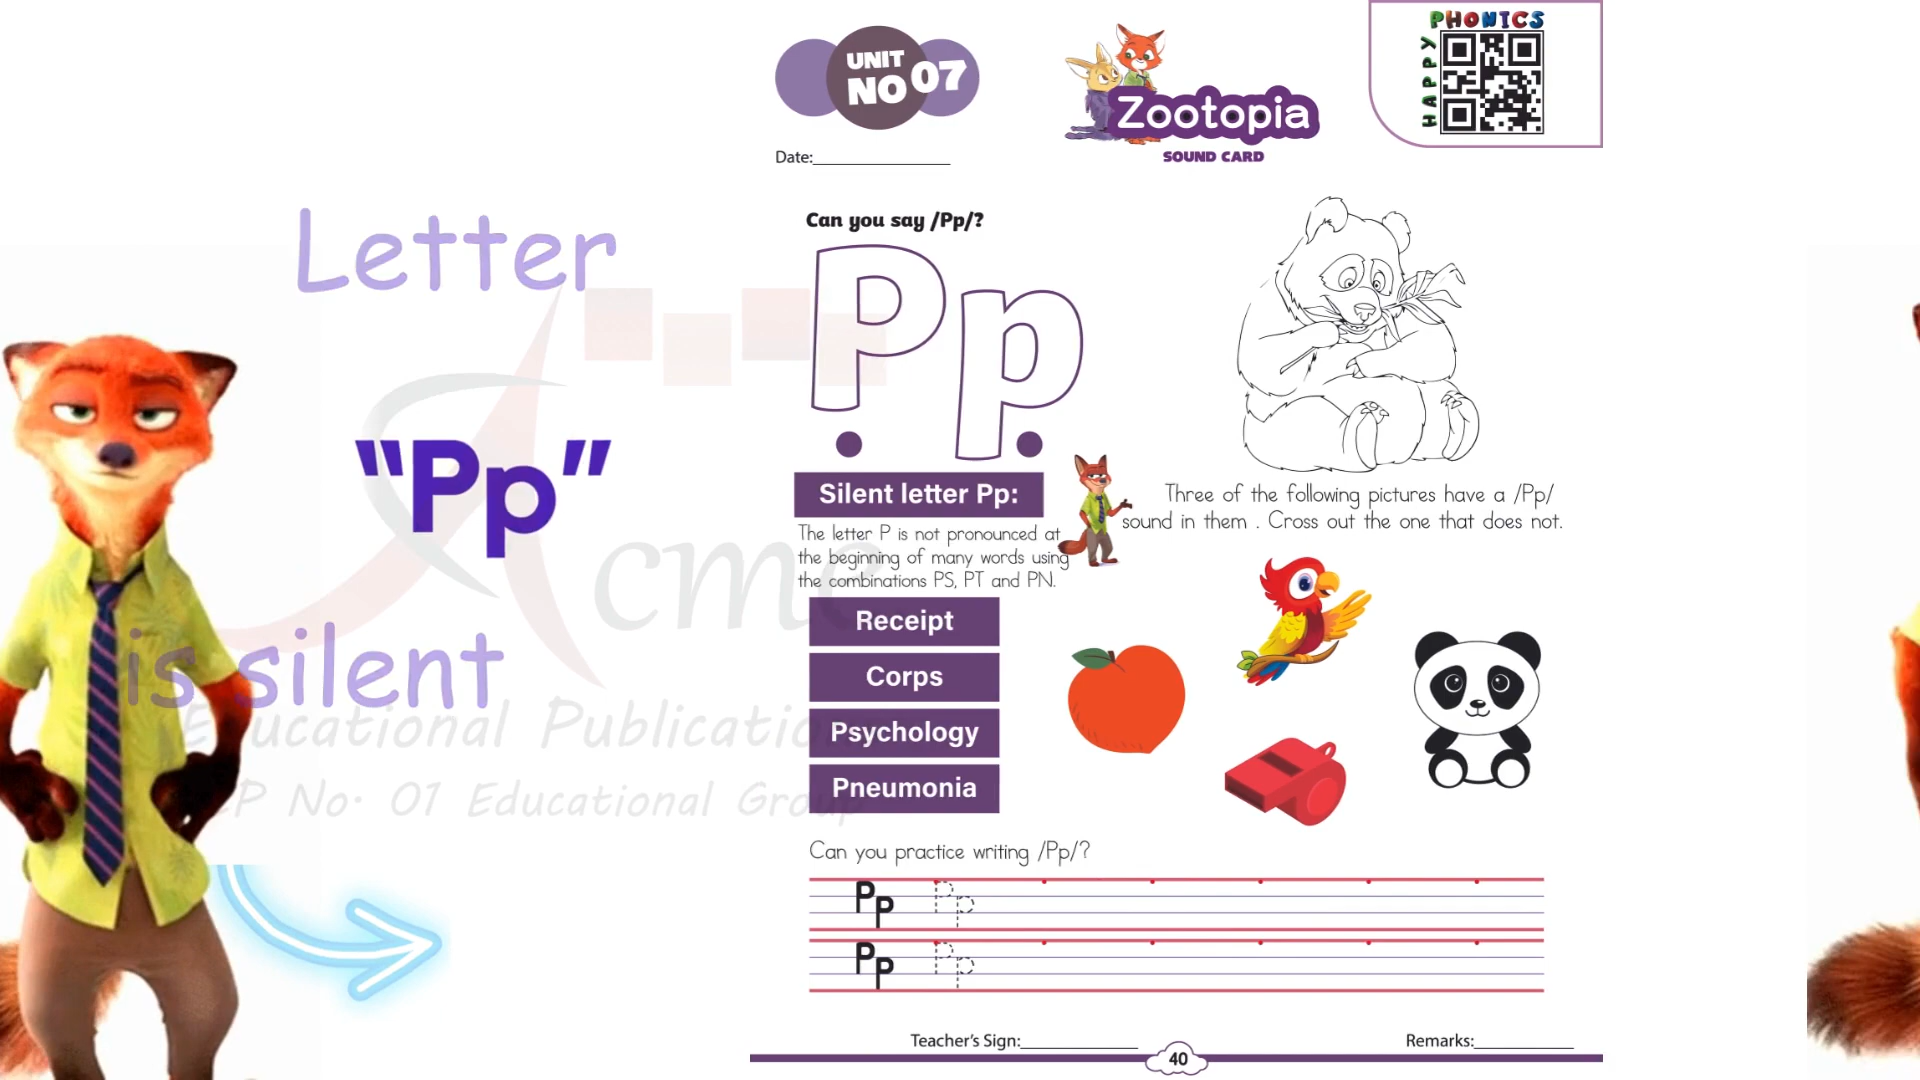 Letter
“Pp”
is silent
Acme
Educational Publicatio
No. 01 Educational Group
UNIT
NO 07
Zootopia
SOUND CARD
HAPPY PHONICS
Date:
Can you say /Pp/?
Pp
Silent letter Pp:
The letter P is not pronounced at
the beginning of many words using
the combinations PS, PT and PN.
Receipt
Corps
Psychology
Pneumonia
Three of the following pictures have a /Pp/
sound in them . Cross out the one that does not.
Can you practice writing /Pp/?
Pp Pp
Pp Pp
Teacher’s Sign: Remarks:
40